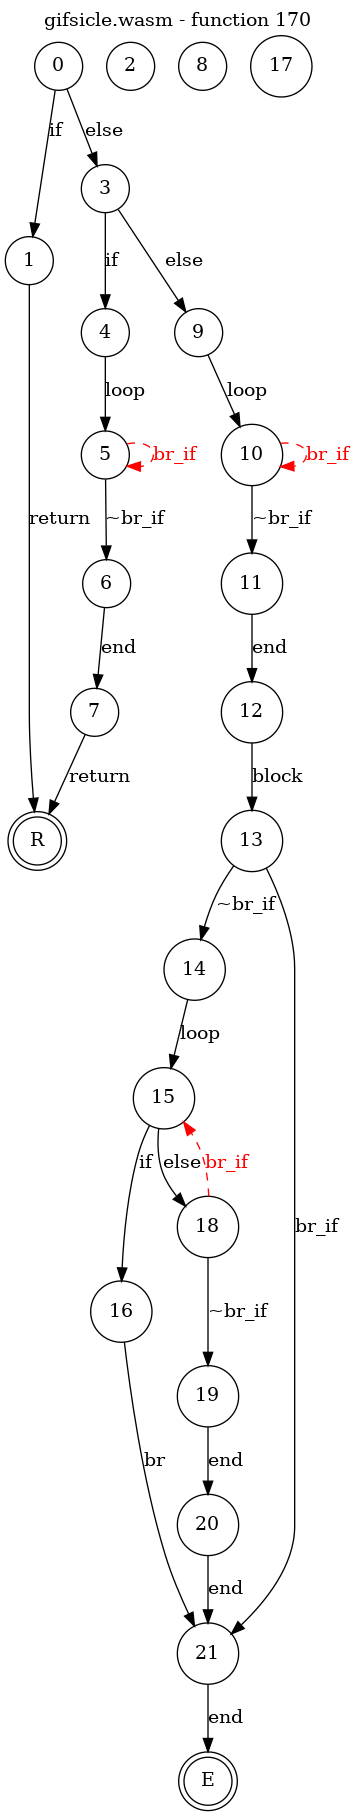 gifsicle.wasm - function 170
0
2
8
17
if
else
3
1
if
else
4
9
loop
loop
5
br_if
10
br_if
return
~br_if
~br_if
6
11
end
end
7
12
return
block
R
13
~br_if
14
loop
15
if
else
br_if
18
br_if
16
~br_if
19
br
end
20
end
21
end
E